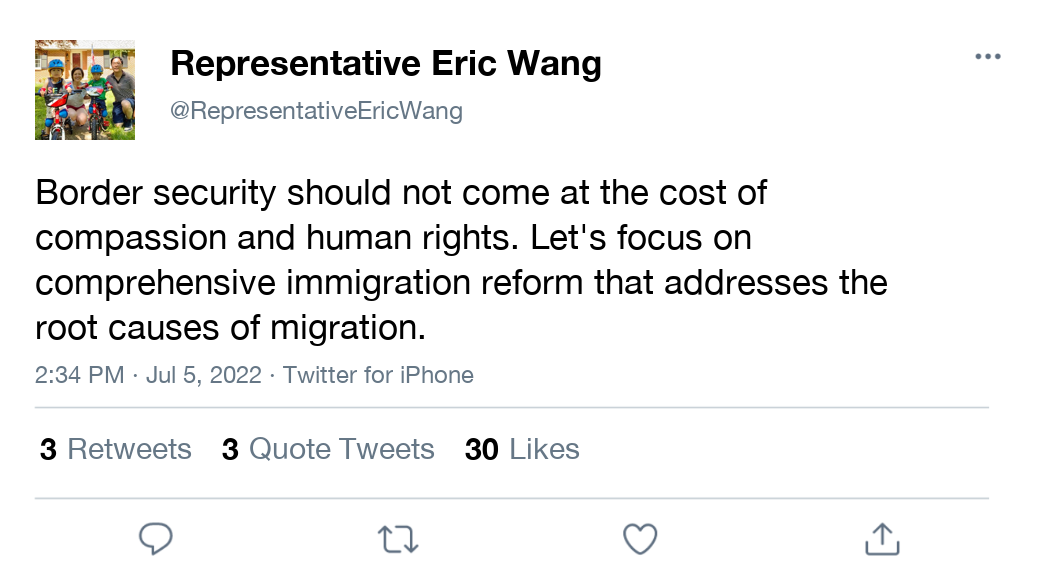 Representative Eric Wang
@RepresentativeEricWang
Border security should not come at the cost of
compassion and human rights. Let's focus on
comprehensive immigration reform that addresses the
root causes of migration.
2:34 PM · Jul 5, 2022 · Twitter for iPhone
3 Retweets 3 Quote Tweets 30 Likes